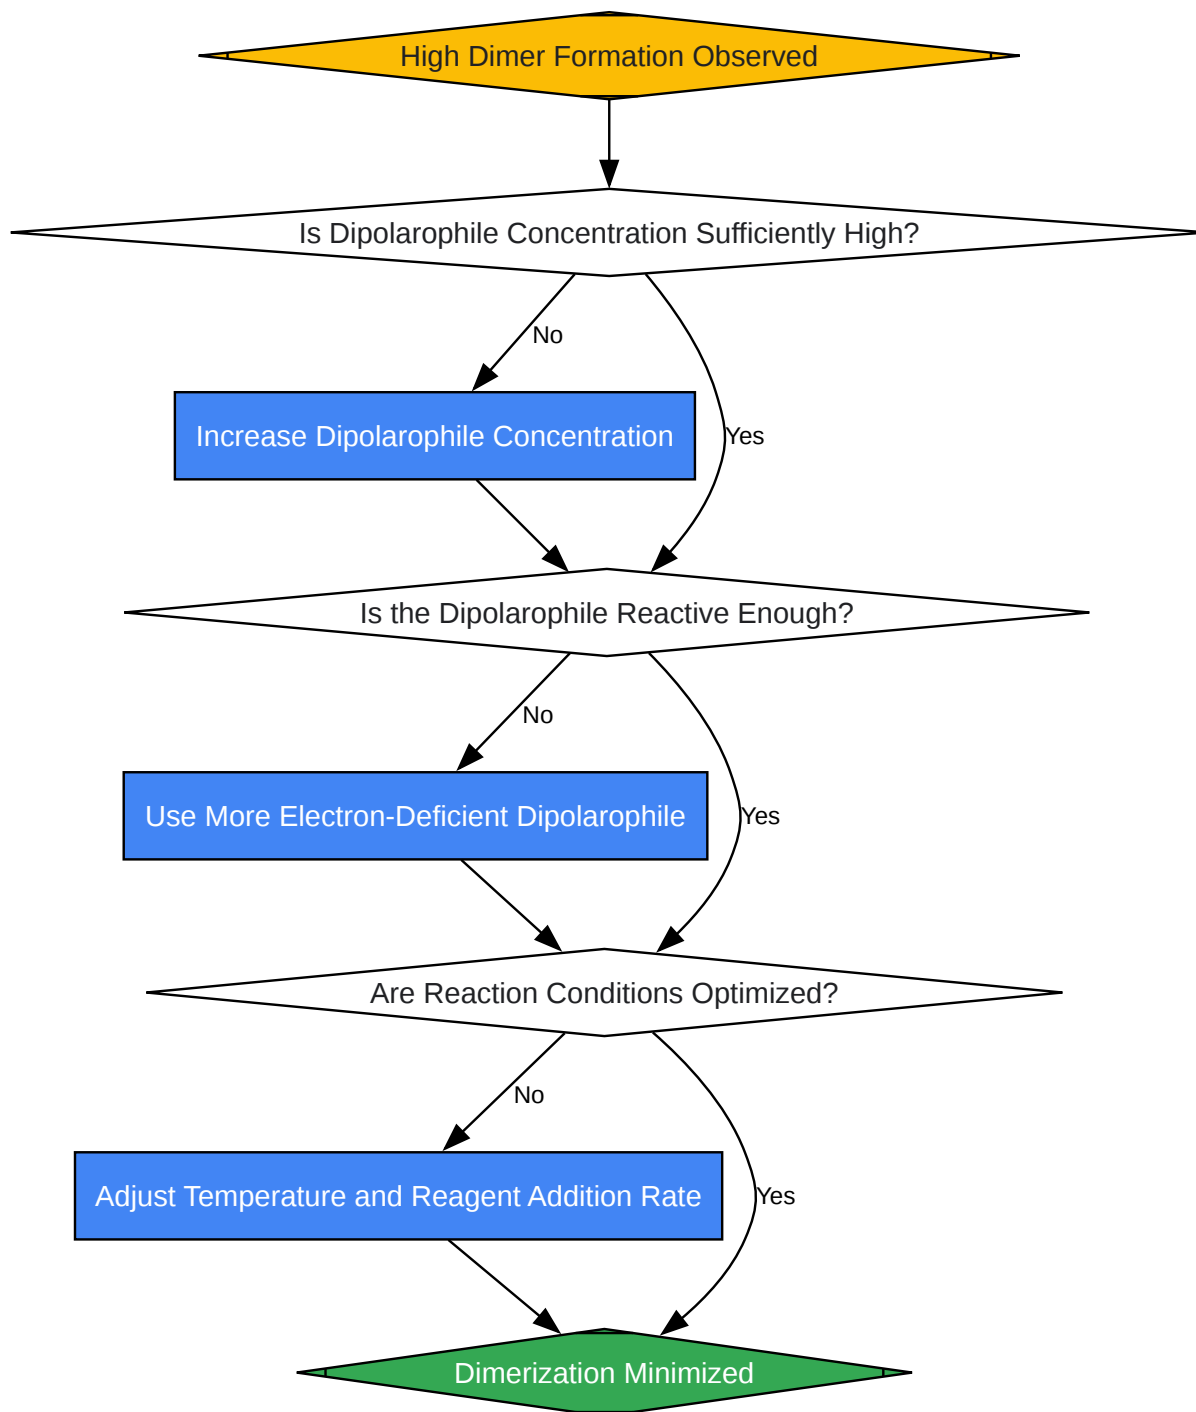 High Dimer Formation Observed
Is Dipolarophile Concentration Sufficiently High?
No
Increase Dipolarophile Concentration
Yes
Is the Dipolarophile Reactive Enough?
No
Use More Electron-Deficient Dipolarophile
Yes
Are Reaction Conditions Optimized?
No
Adjust Temperature and Reagent Addition Rate
Yes
Dimerization Minimized